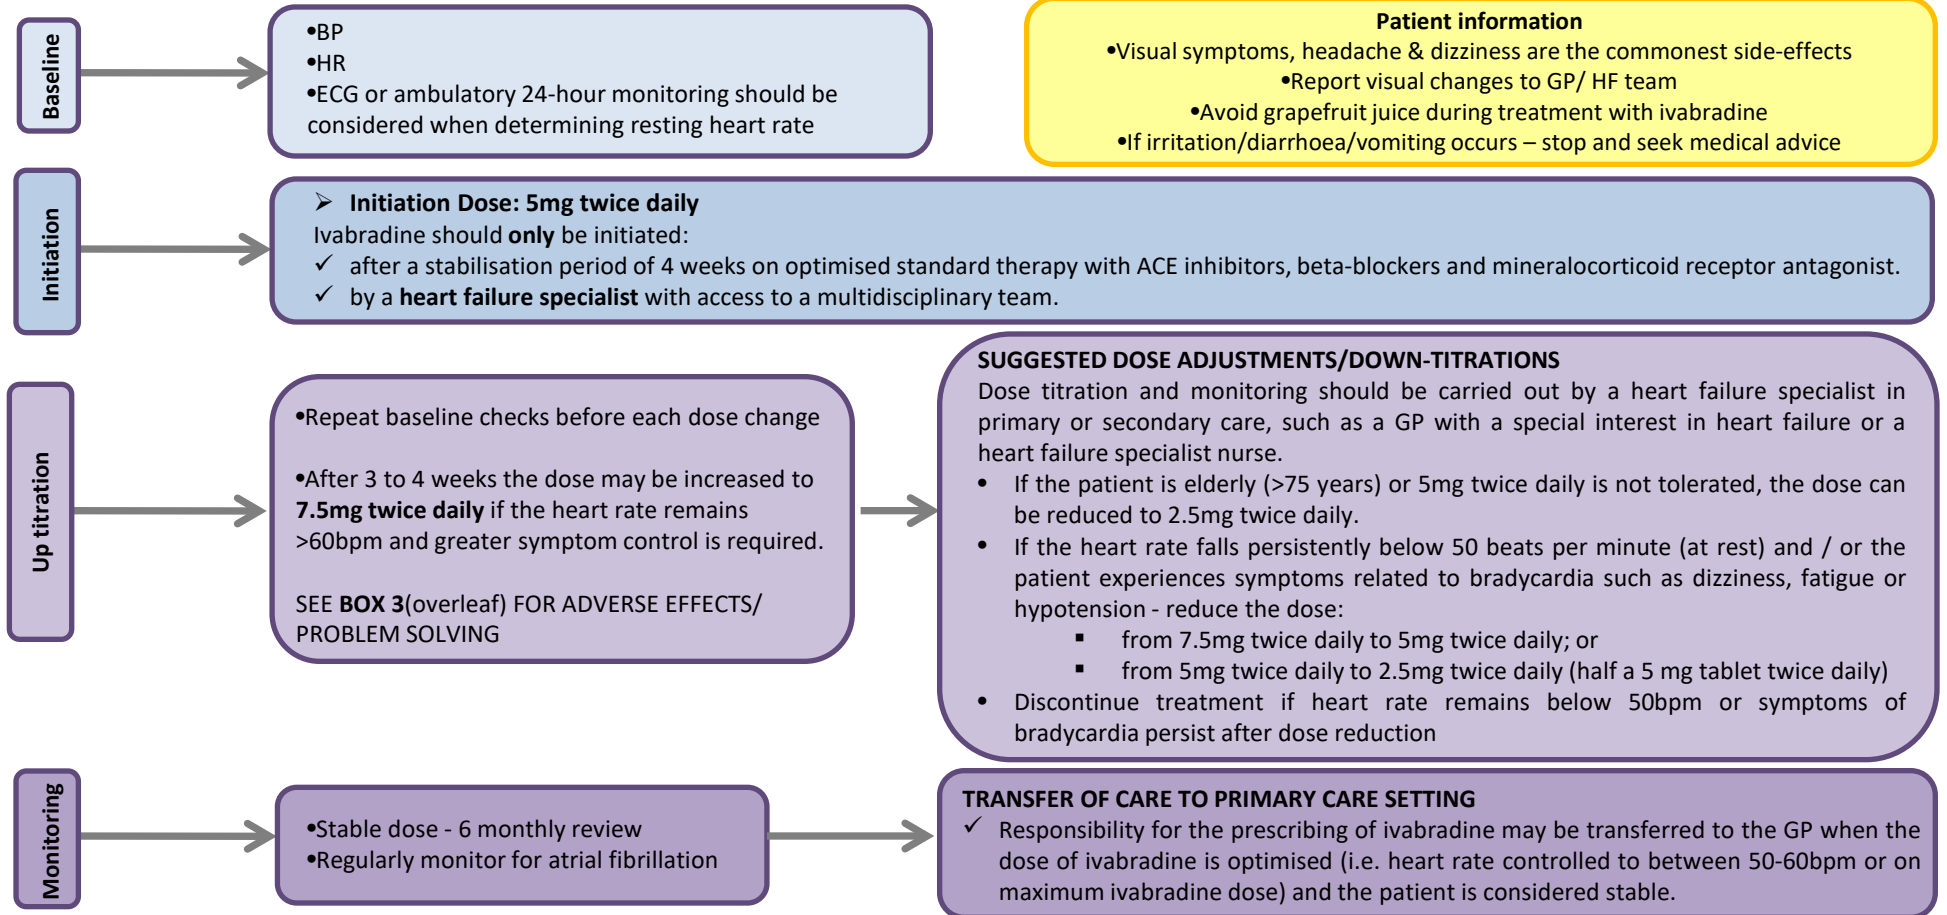 Baseline
•BP
•HR
•ECG or ambulatory 24-hour monitoring should be
considered when determining resting heart rate
Patient information
•Visual symptoms, headache & dizziness are the commonest side-effects
•Report visual changes to GP/ HF team
•Avoid grapefruit juice during treatment with ivabradine
•If irritation/diarrhoea/vomiting occurs – stop and seek medical advice
Initiation
➢ Initiation Dose: 5mg twice daily
Ivabradine should only be initiated:
✓ after a stabilisation period of 4 weeks on optimised standard therapy with ACE inhibitors, beta-blockers and mineralocorticoid receptor antagonist.
✓ by a heart failure specialist with access to a multidisciplinary team.
Up titration
•Repeat baseline checks before each dose change
•After 3 to 4 weeks the dose may be increased to
7.5mg twice daily if the heart rate remains
>60bpm and greater symptom control is required.
SEE BOX 3(overleaf) FOR ADVERSE EFFECTS/
PROBLEM SOLVING
SUGGESTED DOSE ADJUSTMENTS/DOWN-TITRATIONS
Dose titration and monitoring should be carried out by a heart failure specialist in
primary or secondary care, such as a GP with a special interest in heart failure or a
heart failure specialist nurse.
• If the patient is elderly (>75 years) or 5mg twice daily is not tolerated, the dose can
be reduced to 2.5mg twice daily.
• If the heart rate falls persistently below 50 beats per minute (at rest) and / or the
patient experiences symptoms related to bradycardia such as dizziness, fatigue or
hypotension - reduce the dose:
▪ from 7.5mg twice daily to 5mg twice daily; or
▪ from 5mg twice daily to 2.5mg twice daily (half a 5 mg tablet twice daily)
• Discontinue treatment if heart rate remains below 50bpm or symptoms of
bradycardia persist after dose reduction
Monitoring
•Stable dose - 6 monthly review
•Regularly monitor for atrial fibrillation
TRANSFER OF CARE TO PRIMARY CARE SETTING
✓ Responsibility for the prescribing of ivabradine may be transferred to the GP when the
dose of ivabradine is optimised (i.e. heart rate controlled to between 50-60bpm or on
maximum ivabradine dose) and the patient is considered stable.